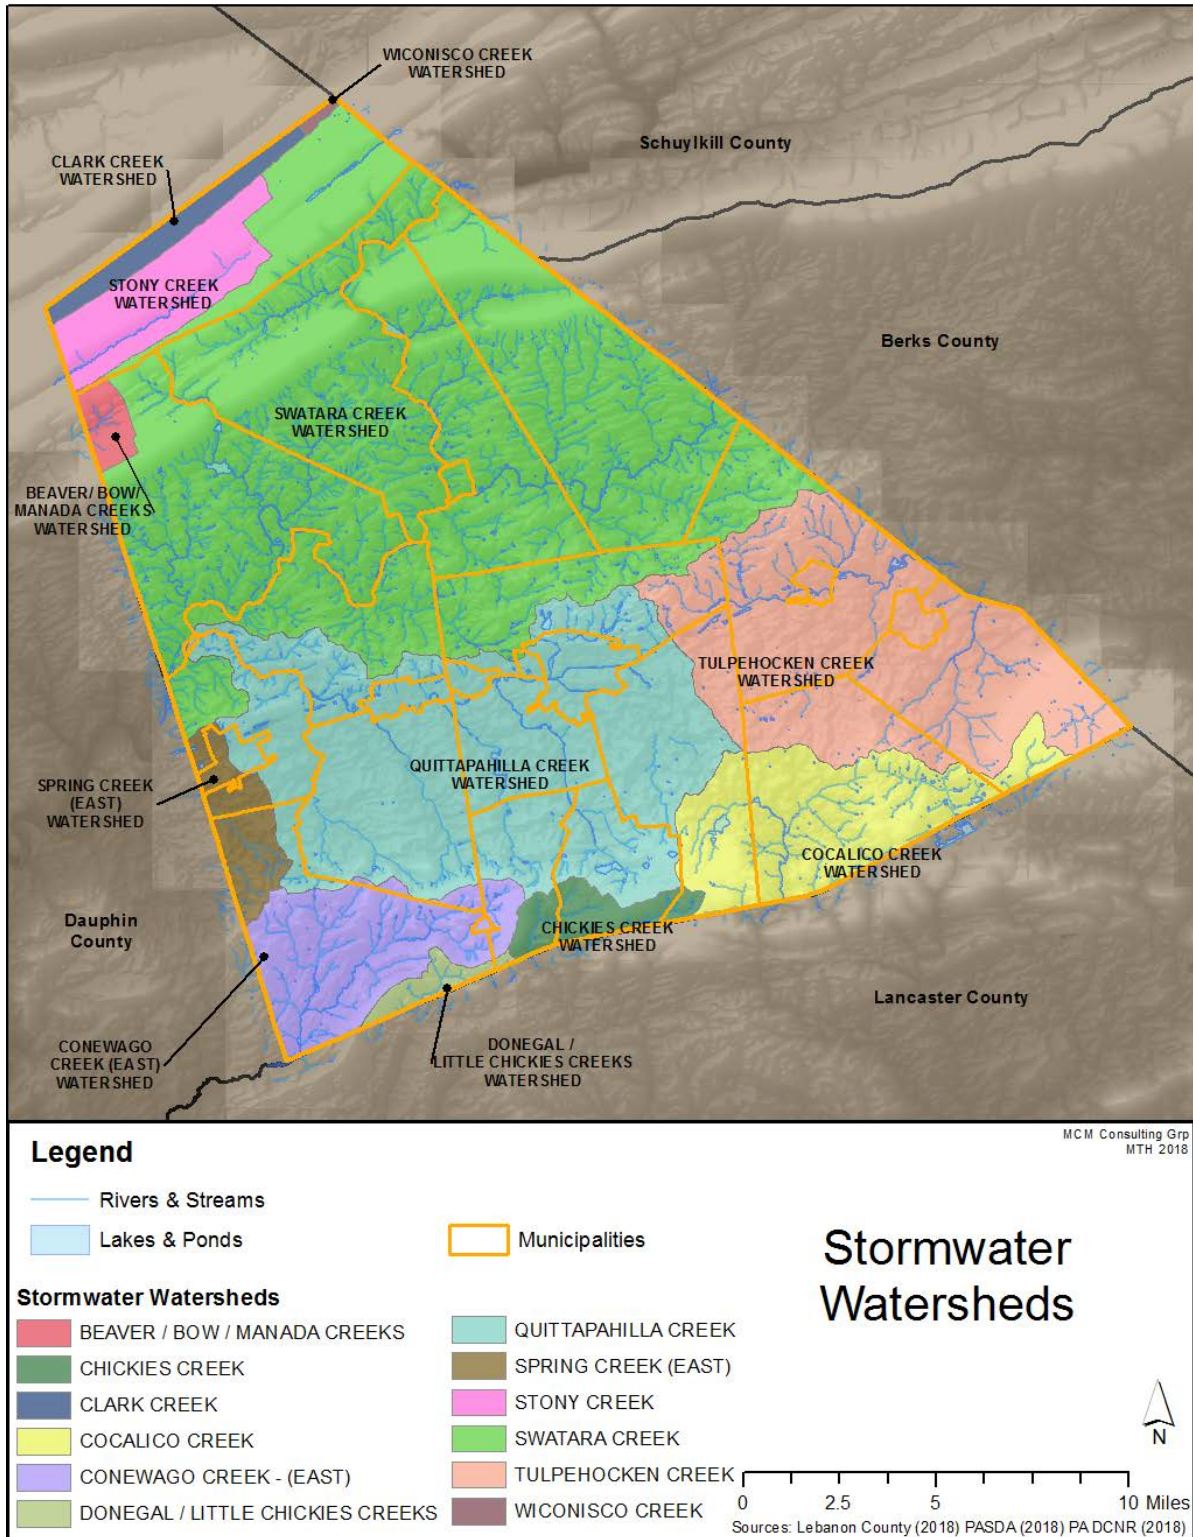 WICONISCO CREEK
WATERSHED
Schuylkill County
CLARK CREEK
WATERSHED
STONY CREEK
WATERSHED
Berks County
SWATARA CREEK
WATERSHED
BEAVER/ BOW/
MANADA CREEKS
WATERSHED
TULPEHOCKEN CREEK
WATERSHED
QUITTAPAHILLA CREEK
WATERSHED
SPRING CREEK
(EAST)
WATERSHED
COCALICO CREEK
WATERSHED
Dauphin
County
CHICKIES CREEK
WATERSHED
Lancaster County
CONEWAGO
CREEK (EAST)
WATERSHED
DONEGAL /
LITTLE CHICKIES CREEKS
WATERSHED
MCM Consulting Grp
MTH 2018
Legend
Rivers & Streams
Lakes & Ponds
Municipalities
Stormwater
Watersheds
Stormwater Watersheds
BEAVER / BOW / MANADA CREEKS
CHICKIES CREEK
CLARK CREEK
COCALICO CREEK
CONEWAGO CREEK - (EAST)
DONEGAL / LITTLE CHICKIES CREEKS
QUITTAPAHILLA CREEK
SPRING CREEK (EAST)
STONY CREEK
SWATARA CREEK
TULPEHOCKEN CREEK
WICONISCO CREEK
N
0 2.5 5 10 Miles
Sources: Lebanon County (2018) PASDA (2018) PA DCNR (2018)